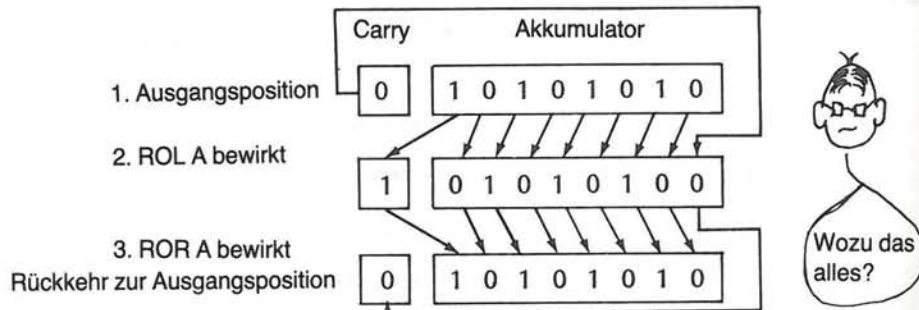 Carry Akkumulator
1. Ausgangsposition 0 1 0 1 0 1 0 1 0
2. ROL A bewirkt
1 0 1 0 1 0 1 0 0
3. ROR A bewirkt
Rückkehr zur Ausgangsposition 0 1 0 1 0 1 0 1 0
Wozu das
alles?